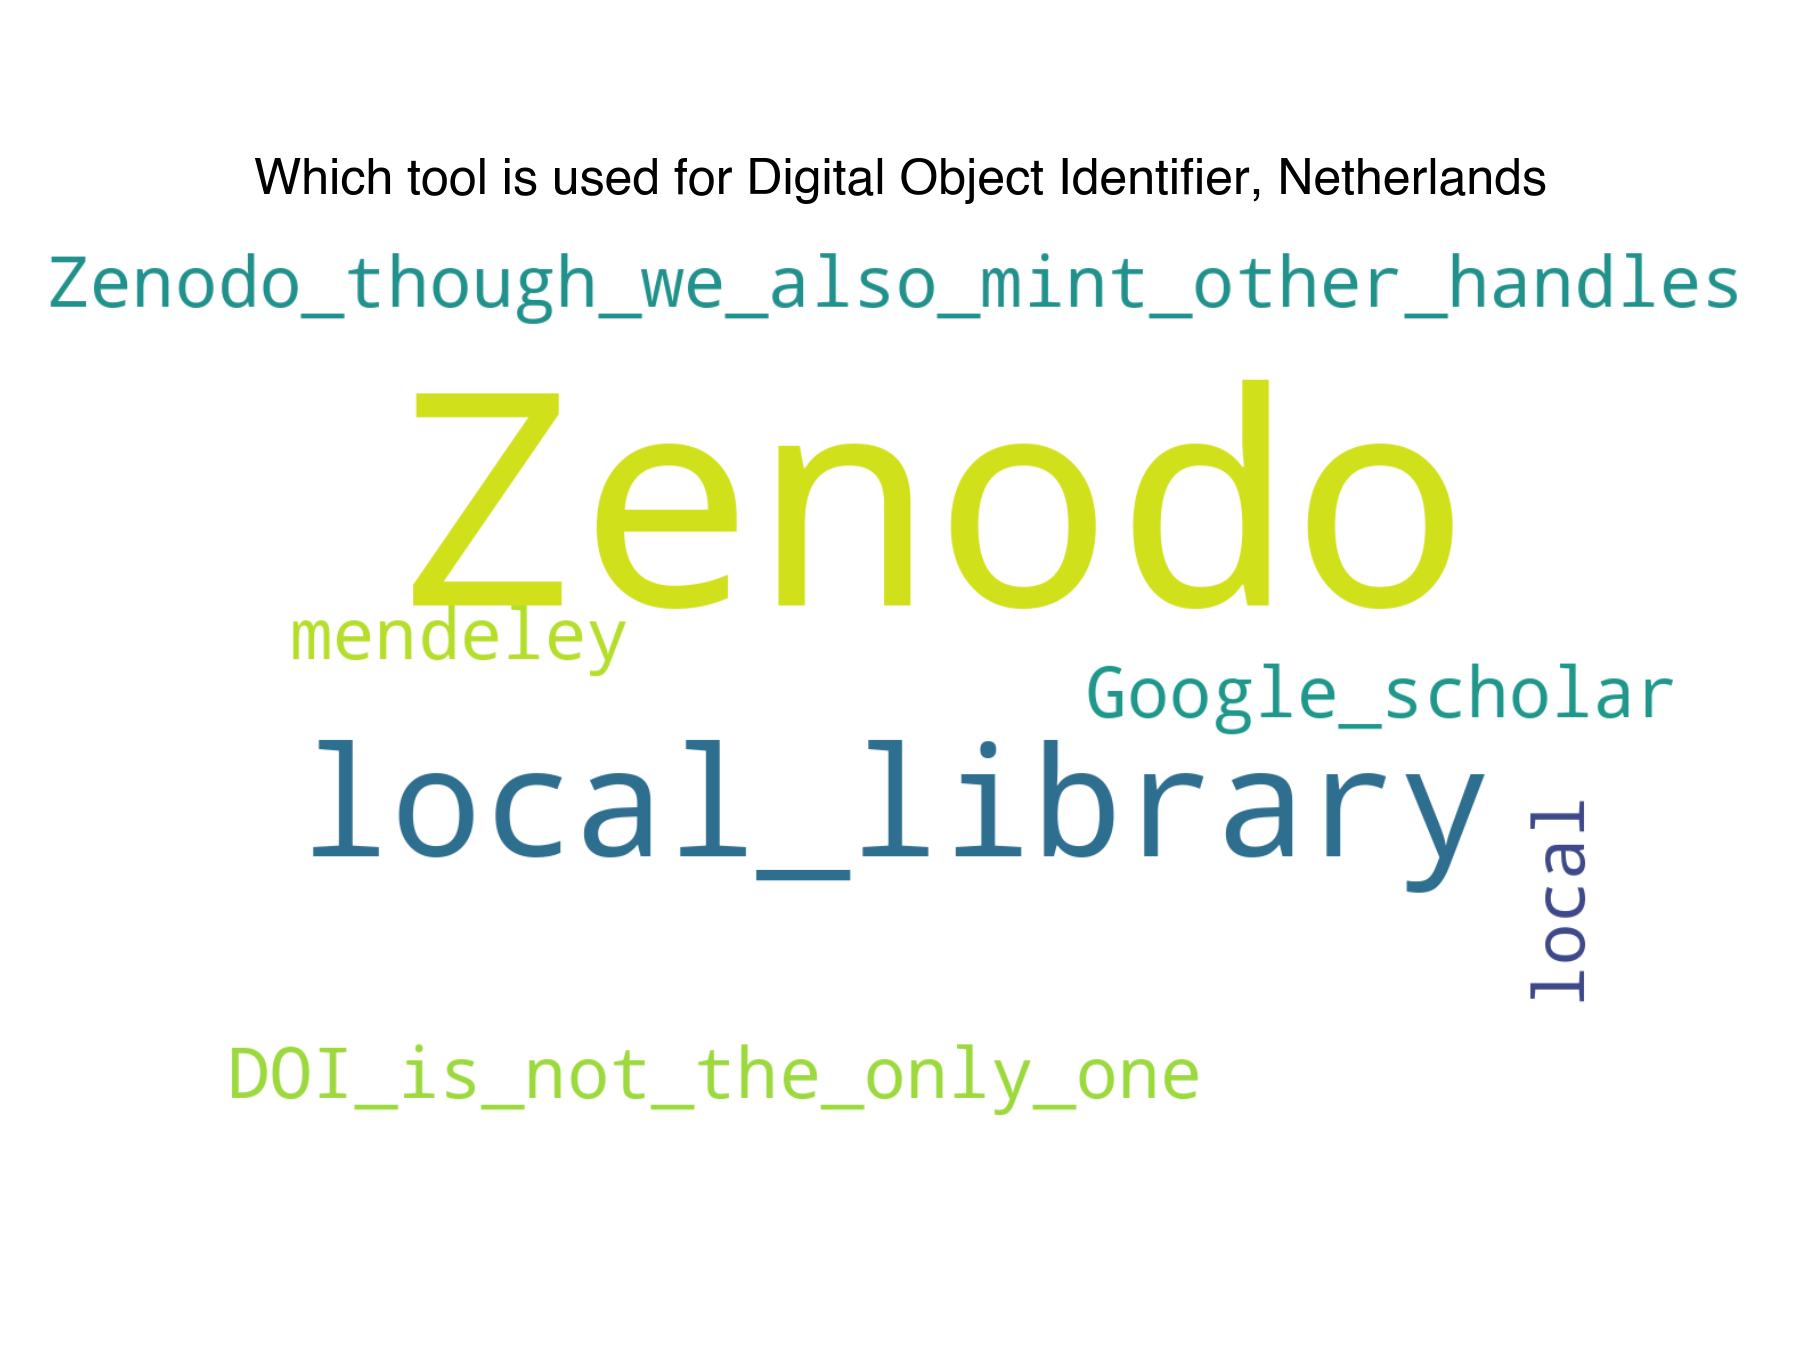 Which tool is used for Digital Object Identifier, Netherlands
Zenodo_though_we_also_mint_other_handles
Zenodo
mendeley
Google_scholar
local_library
local
DOI_is_not_the_only_one